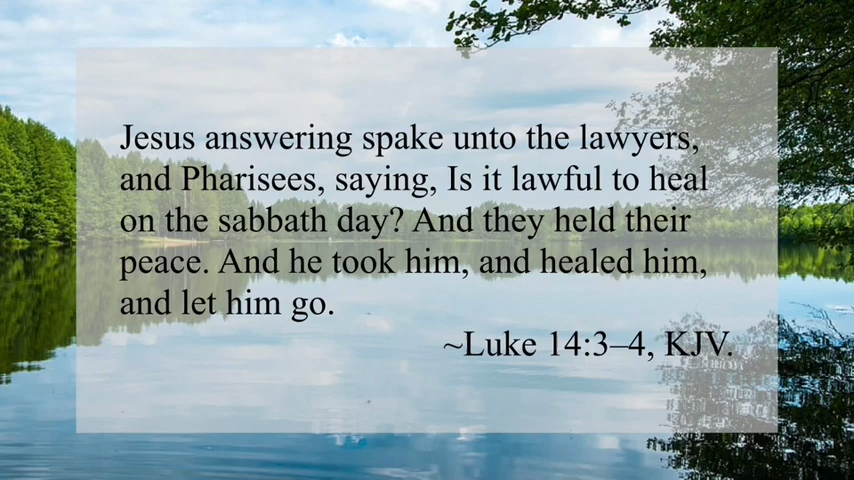 Jesus answering spake unto the lawyers,
and Pharisees, saying, Is it lawful to heal
on the sabbath day? And they held their
peace. And he took him, and healed him,
and let him go.
~Luke 14:3–4, KJV.